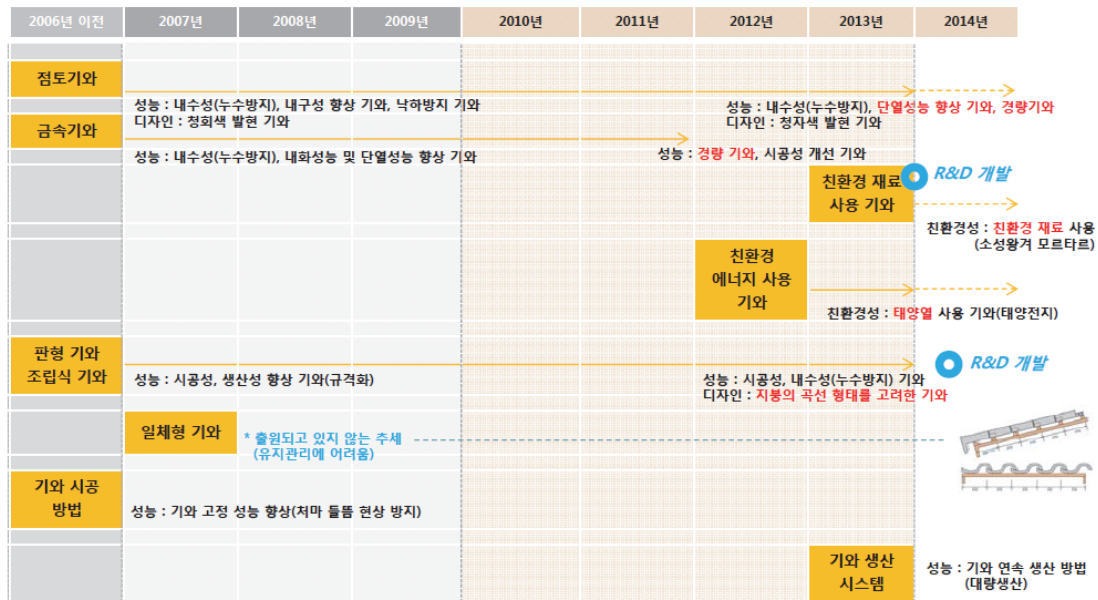 2006년 이전 2007년 2008년 2009년 2010년 2011년 2012년 2013년 2014년
점토기와
성능 : 내수성(누수방지), 내구성 향상 기와, 낙하방지 기와
디자인 : 청회색 발현 기와
성능 : 내수성(누수방지), 단열성능 향상 기와, 경량기와
디자인 : 청자색 발현 기와
금속기와
성능 : 내수성(누수방지), 내화성능 및 단열성능 향상 기와
성능 : 경량 기와, 시공성 개선 기와
친환경 재료
사용 기와
R&D 개발
친환경성 : 친환경 재료 사용
(소성왕겨 모르타르)
친환경
에너지 사용
기와
친환경성 : 태양열 사용 기와(태양전지)
판형 기와
조립식 기와
성능 : 시공성, 생산성 향상 기와(규격화)
성능 : 시공성, 내수성(누수방지) 기와
디자인 : 지붕의 곡선 형태를 고려한 기와
R&D 개발
일체형 기와
* 출원되고 있지 않는 추세
(유지관리에 어려움)
기와 시공
방법
성능 : 기와 고정 성능 향상(처마 들뜸 현상 방지)
기와 생산
시스템
성능 : 기와 연속 생산 방법
(대량생산)